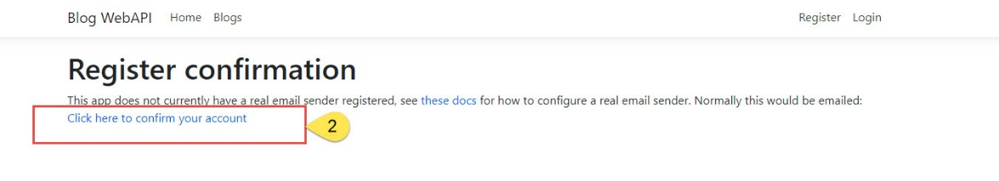 Blog WebAPI Home Blogs Register Login
Register confirmation
This app does not currently have a real email sender registered, see these docs for how to configure a real email sender. Normally this would be emailed:
Click here to confirm your account
2